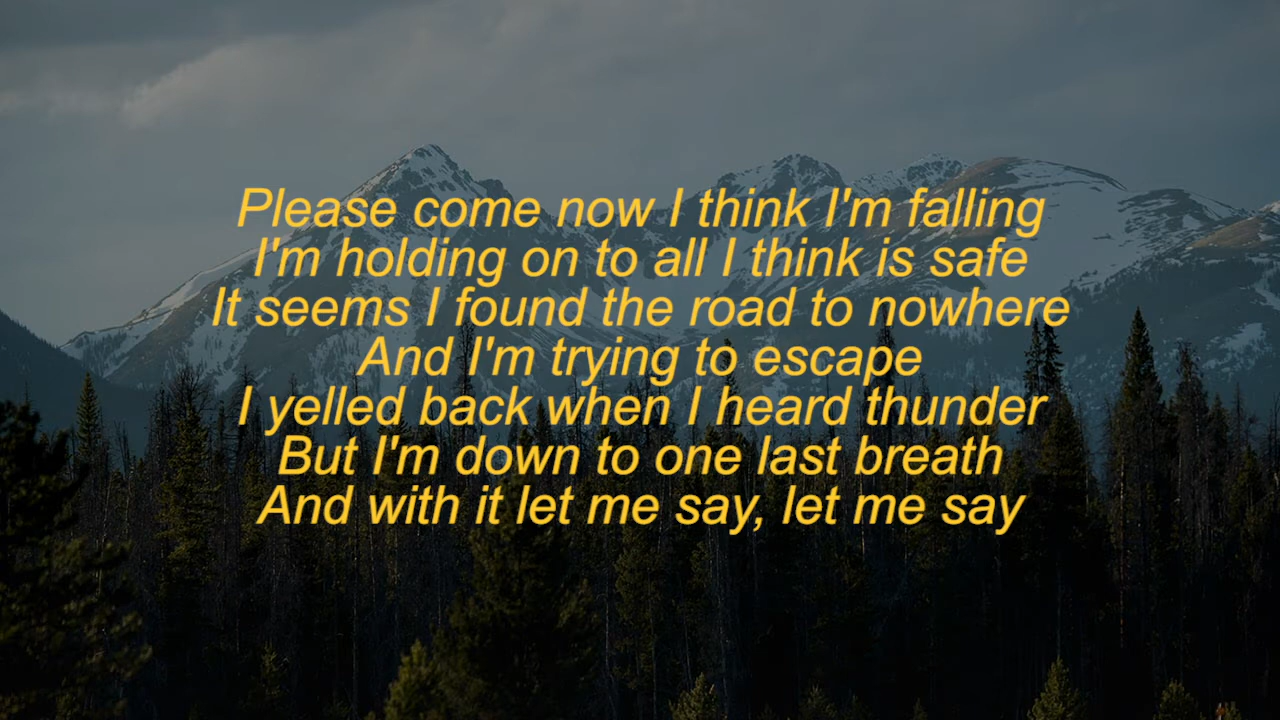 Please come now I think I'm falling
I'm holding on to all I think is safe
It seems I found the road to nowhere
And I'm trying to escape
I yelled back when I heard thunder
But I'm down to one last breath
And with it let me say, let me say